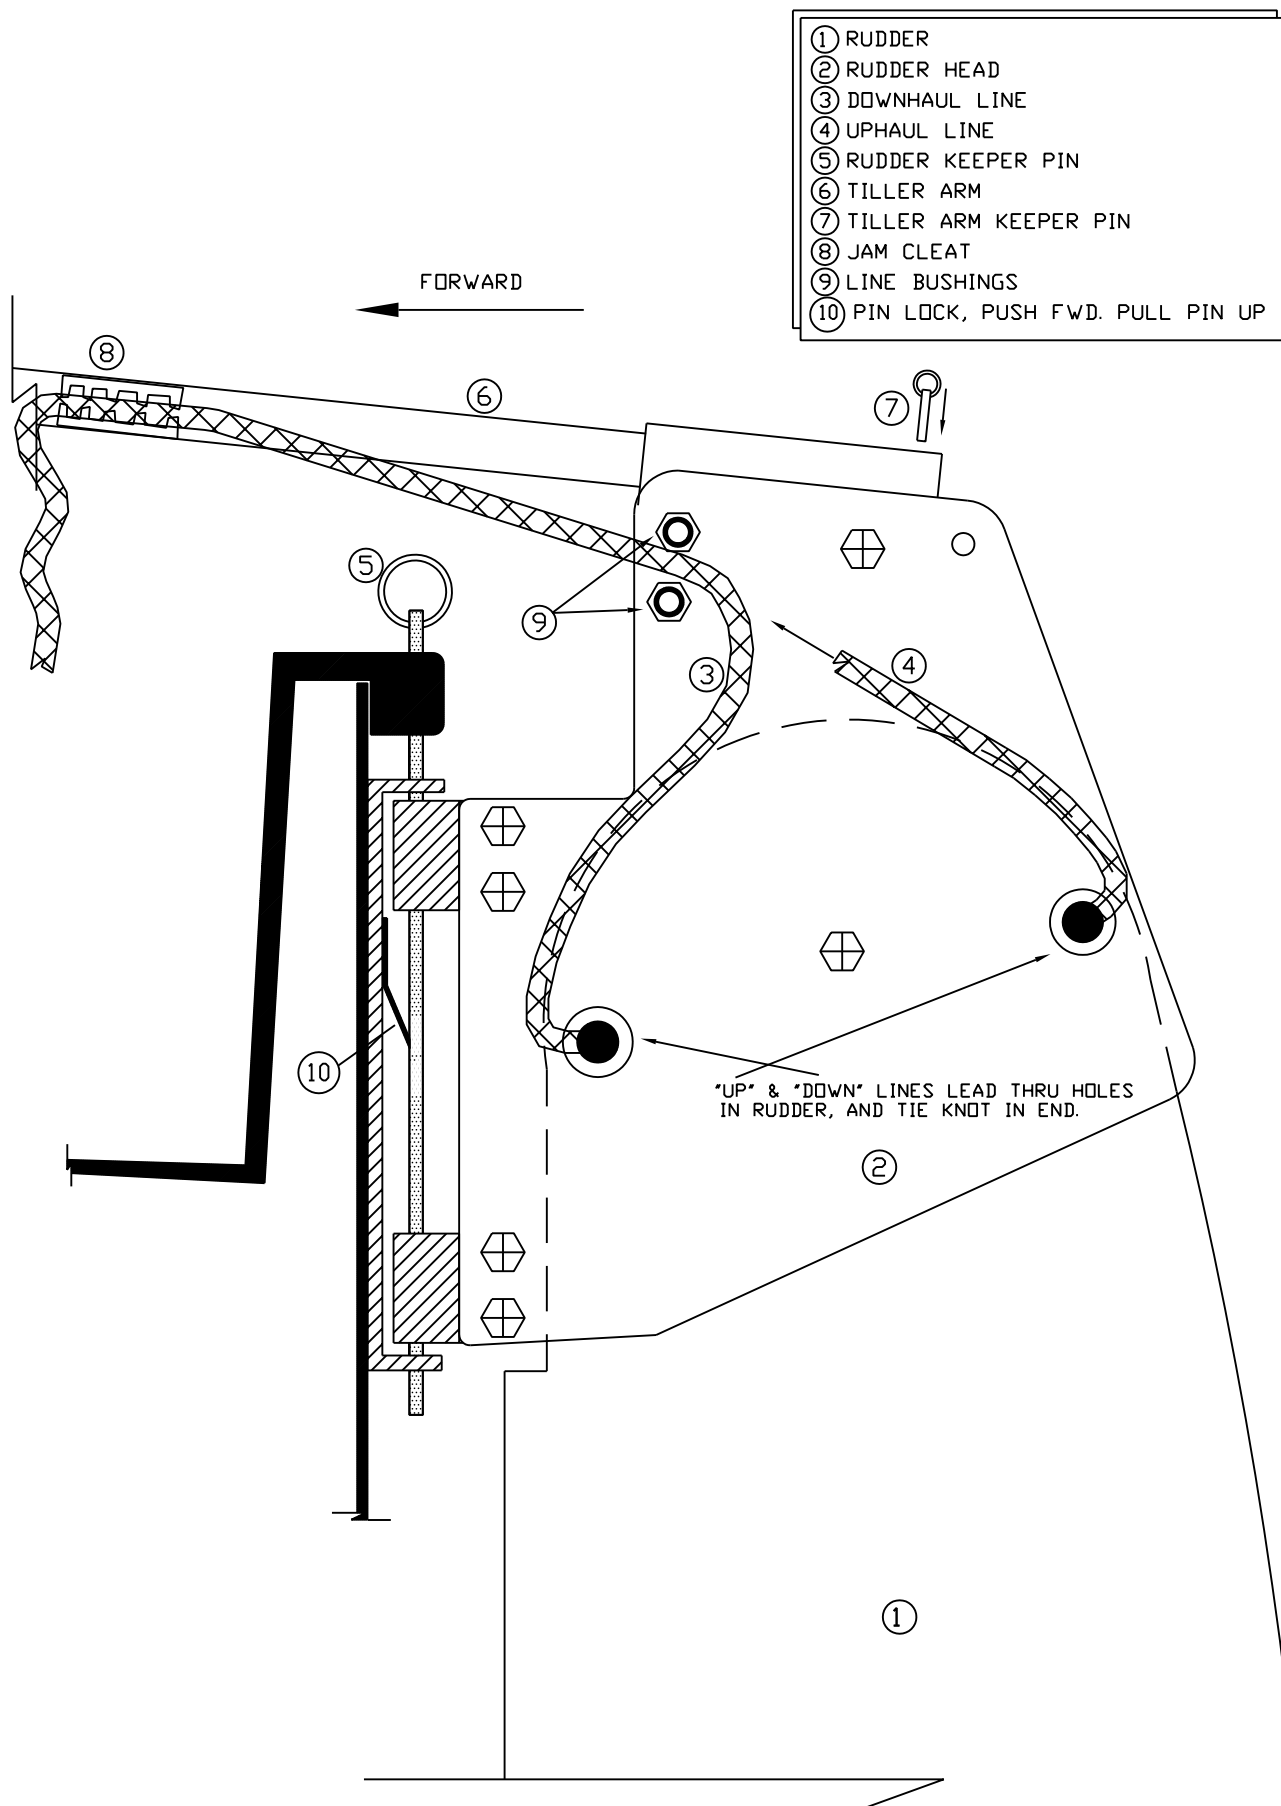 1 RUDDER
2 RUDDER HEAD
3 DOWNHAUL LINE
4 UPHAUL LINE
5 RUDDER KEEPER PIN
6 TILLER ARM
7 TILLER ARM KEEPER PIN
8 JAM CLEAT
9 LINE BUSHINGS
10 PIN LOCK, PUSH FWD. PULL PIN UP
FORWARD
8
6
7
5
9
3
4
10
"UP" & "DOWN" LINES LEAD THRU HOLES
IN RUDDER, AND TIE KNOT IN END.
2
1